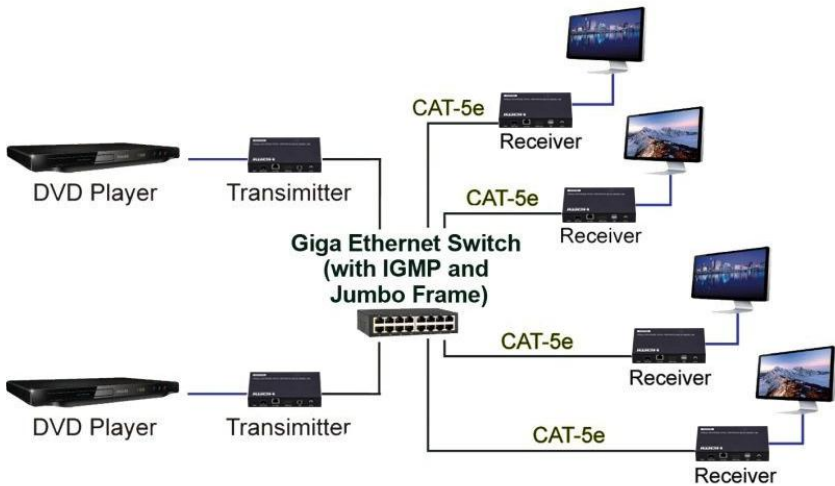 CAT-5e
Receiver
DVD Player
Transimitter
CAT-5e
Receiver
Giga Ethernet Switch
(with IGMP and
Jumbo Frame)
CAT-5e
Receiver
DVD Player
Transimitter
CAT-5e
Receiver